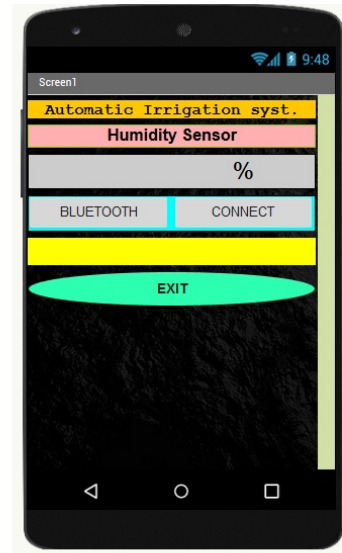 9:48
Screen1
Automatic Irrigation syst.
Humidity Sensor
%
BLUETOOTH CONNECT
EXIT